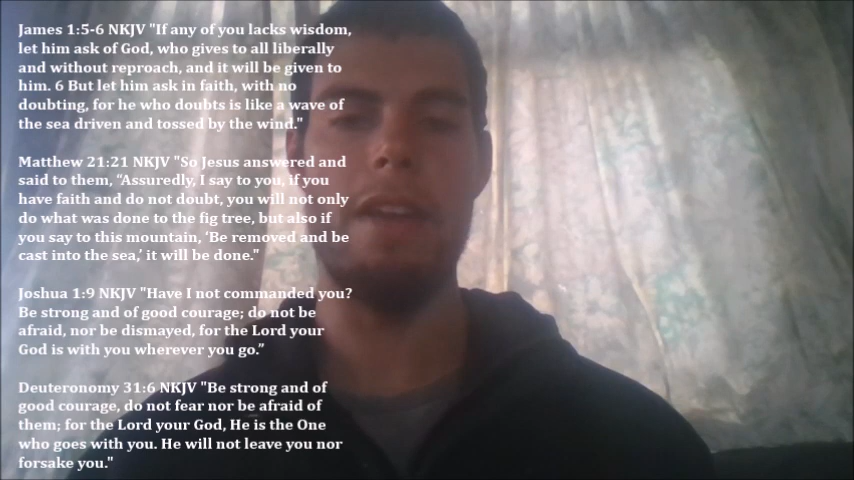 James 1:5-6 NKJV "If any of you lacks wisdom,
let him ask of God, who gives to all liberally
and without reproach, and it will be given to
him. 6 But let him ask in faith, with no
doubting, for he who doubts is like a wave of
the sea driven and tossed by the wind."
Matthew 21:21 NKJV "So Jesus answered and
said to them, “Assuredly, I say to you, if you
have faith and do not doubt, you will not only
do what was done to the fig tree, but also if
you say to this mountain, ‘Be removed and be
cast into the sea,’ it will be done."
Joshua 1:9 NKJV "Have I not commanded you?
Be strong and of good courage; do not be
afraid, nor be dismayed, for the Lord your
God is with you wherever you go.”
Deuteronomy 31:6 NKJV "Be strong and of
good courage, do not fear nor be afraid of
them; for the Lord your God, He is the One
who goes with you. He will not leave you nor
forsake you."